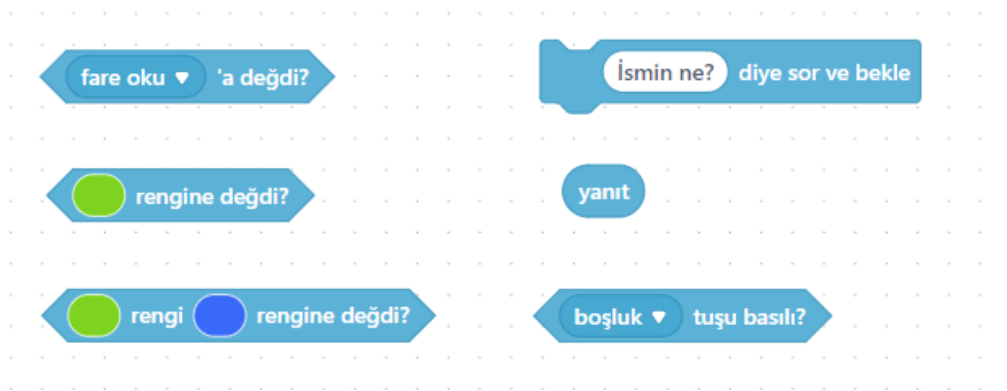 fare oku 'a değdi?
İsmin ne? diye sor ve bekle
rengine değdi?
yanıt
rengi rengine değdi?
boşluk tuşu basılı?